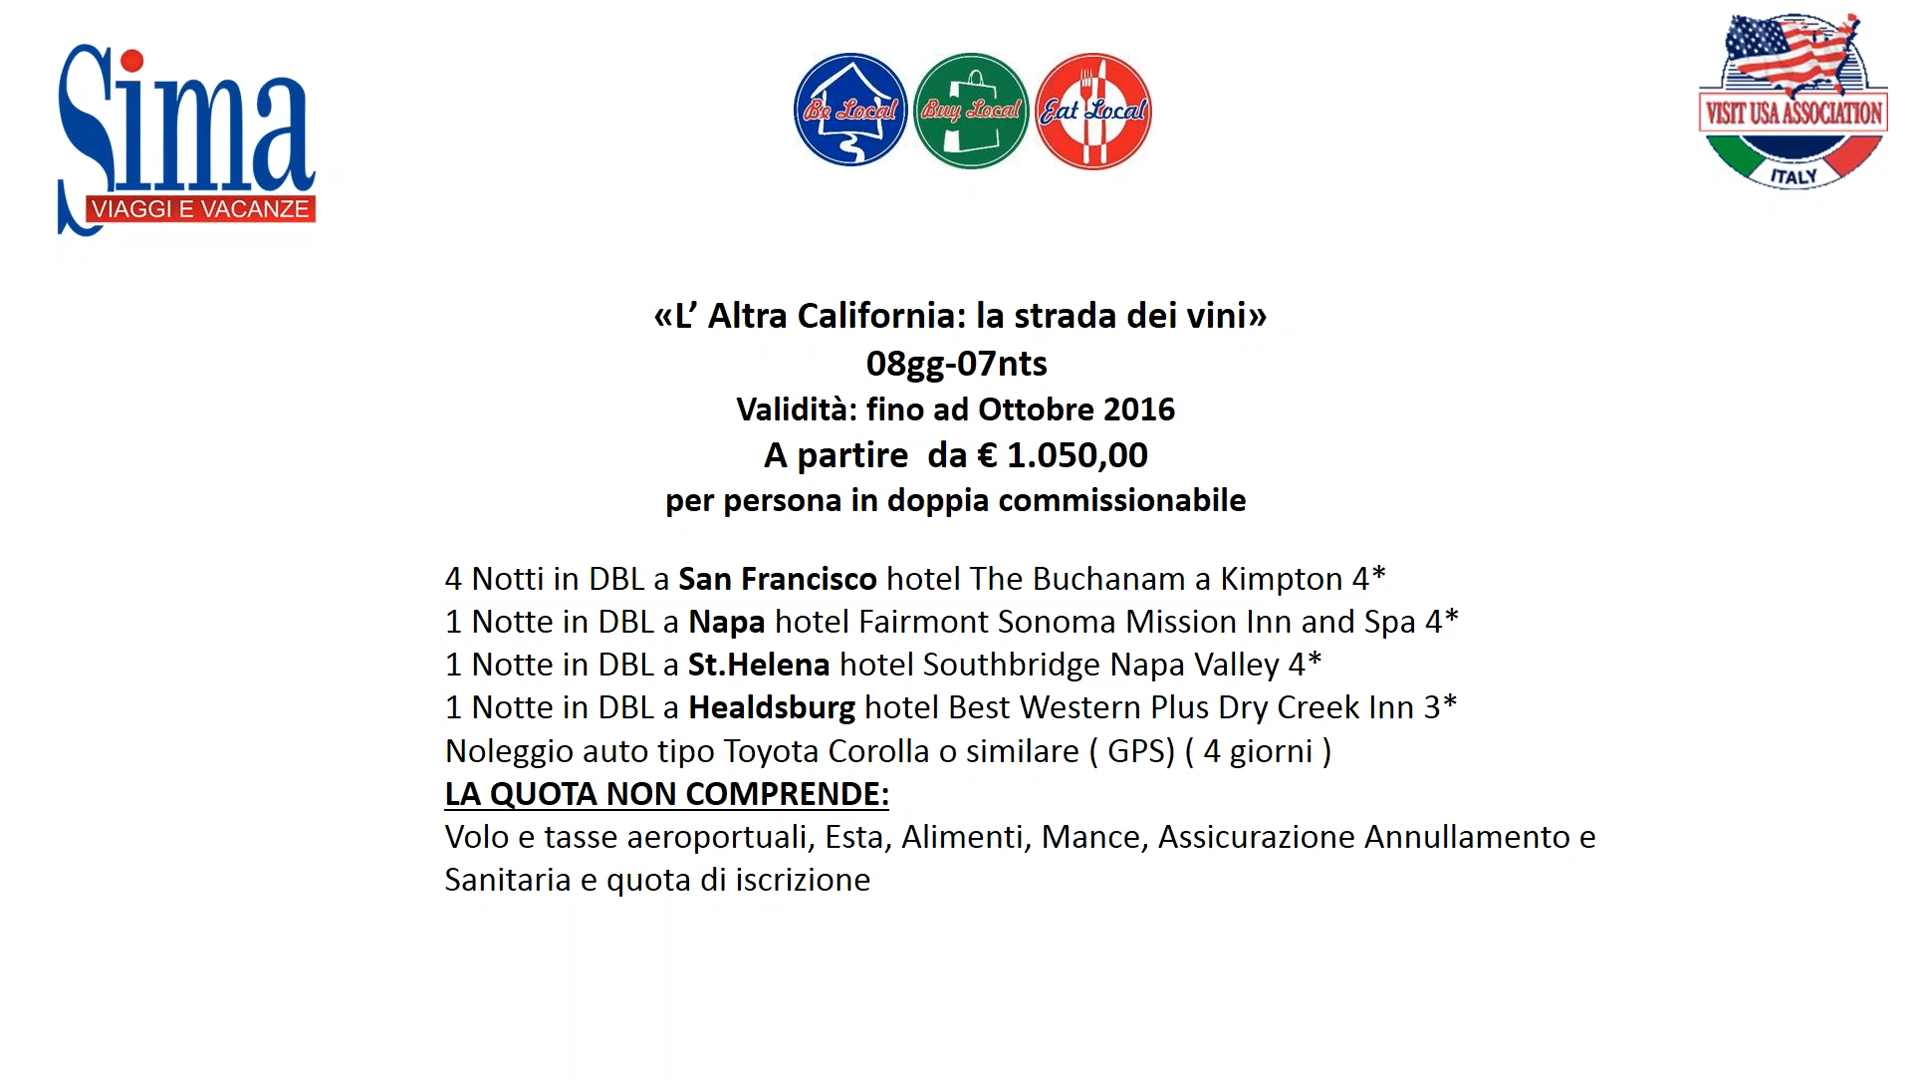 Sima
VIAGGI E VACANZE
Be Local
Buy Local
Eat Local
VISIT USA ASSOCIATION
ITALY
«L’ Altra California: la strada dei vini»
08gg-07nts
Validità: fino ad Ottobre 2016
A partire  da € 1.050,00
per persona in doppia commissionabile
4 Notti in DBL a San Francisco hotel The Buchanam a Kimpton 4*
1 Notte in DBL a Napa hotel Fairmont Sonoma Mission Inn and Spa 4*
1 Notte in DBL a St.Helena hotel Southbridge Napa Valley 4*
1 Notte in DBL a Healdsburg hotel Best Western Plus Dry Creek Inn 3*
Noleggio auto tipo Toyota Corolla o similare ( GPS) ( 4 giorni )
LA QUOTA NON COMPRENDE:
Volo e tasse aeroportuali, Esta, Alimenti, Mance, Assicurazione Annullamento e
Sanitaria e quota di iscrizione